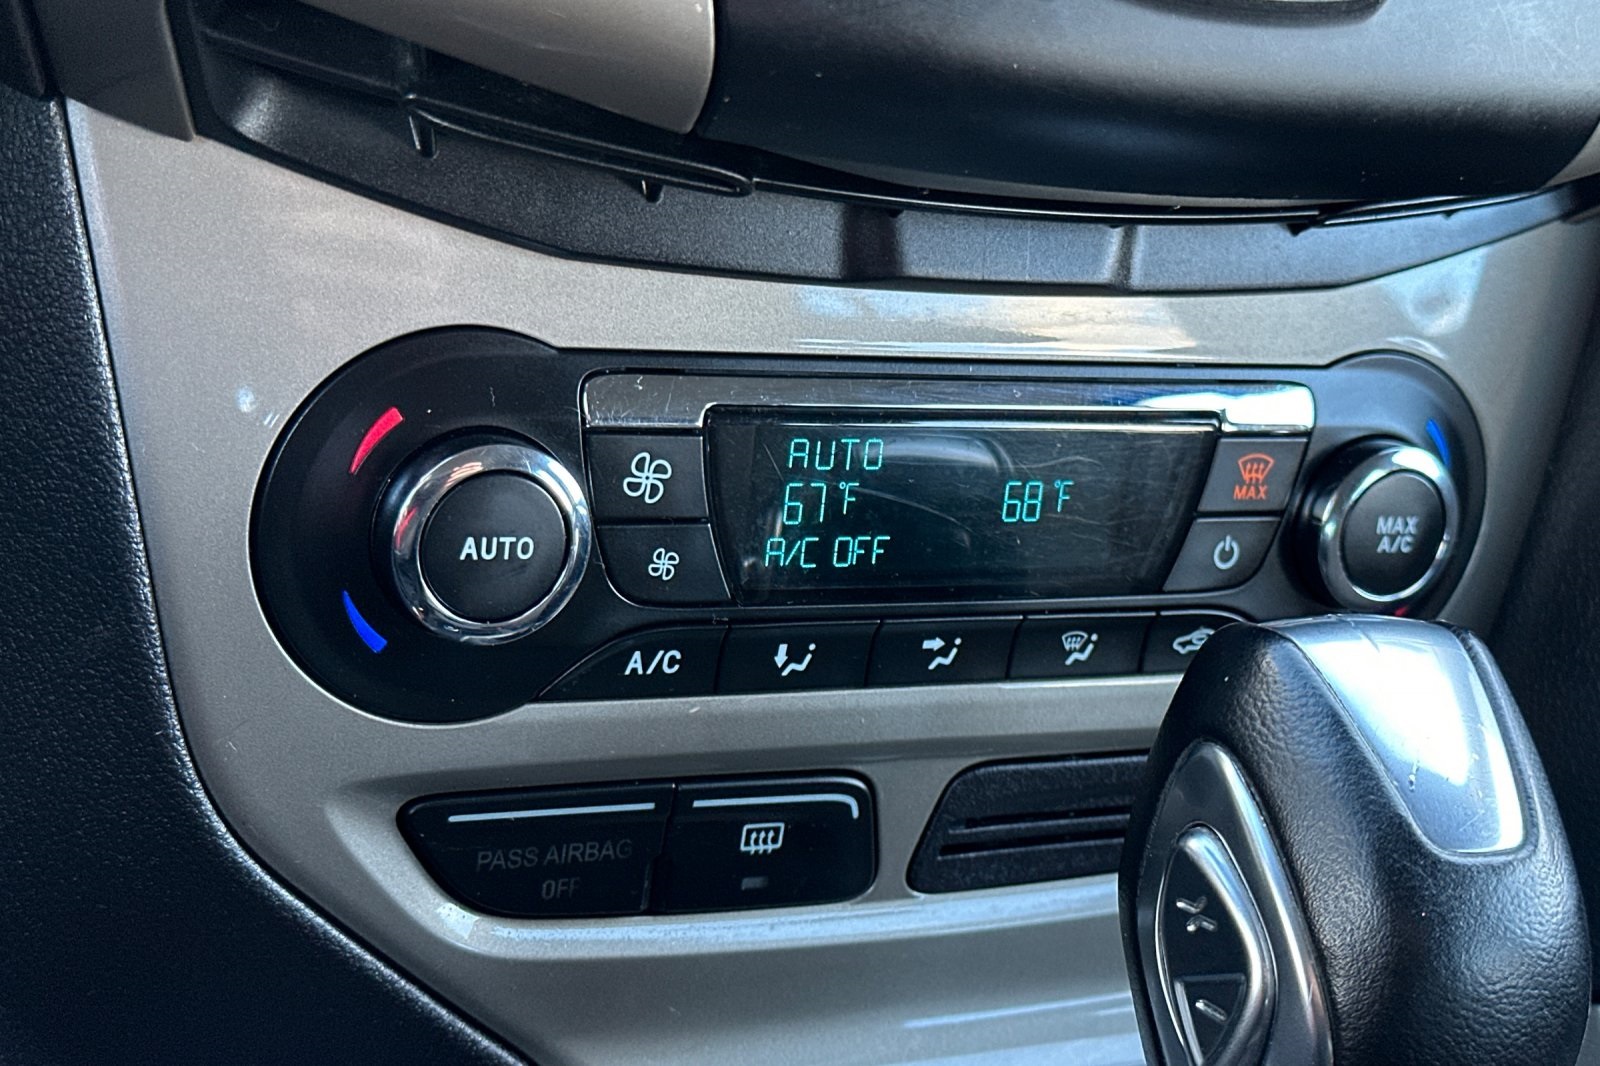 AUTO
67°F 68°F
A/C OFF
AUTO
MAX
MAX
A/C
A/C
PASS AIRBAG
OFF
+
-